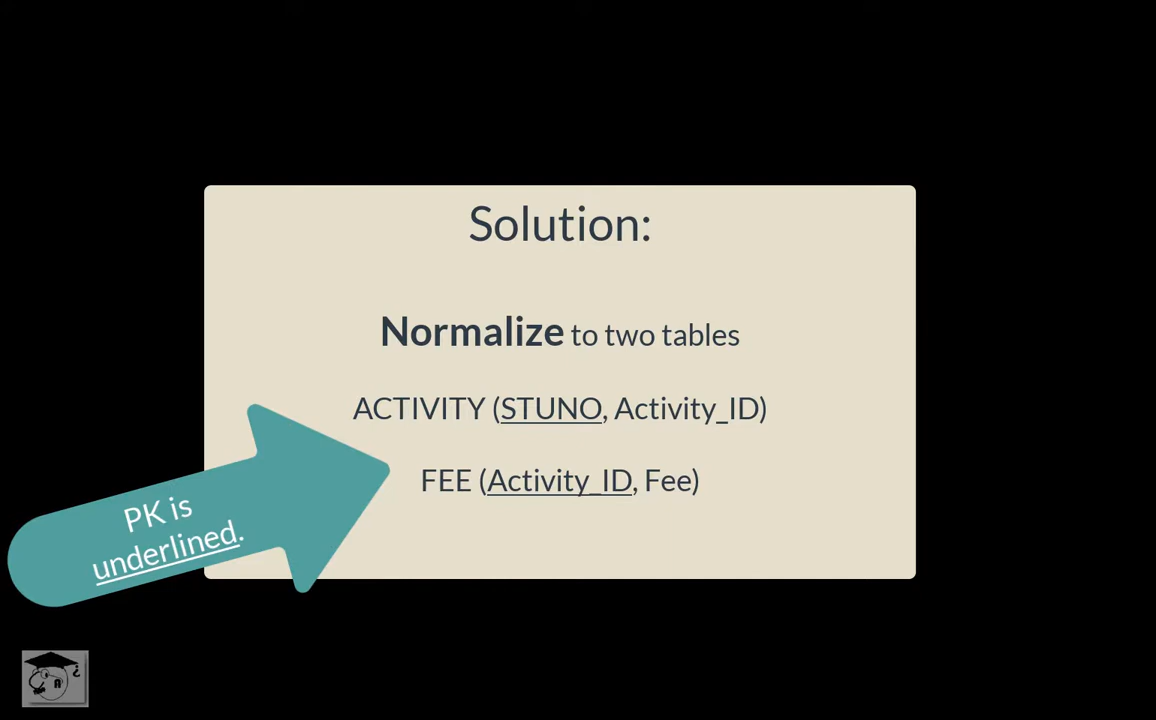 Solution:
Normalize to two tables
ACTIVITY (STUNO, Activity_ID)
FEE (Activity_ID, Fee)
PK is
underlined.